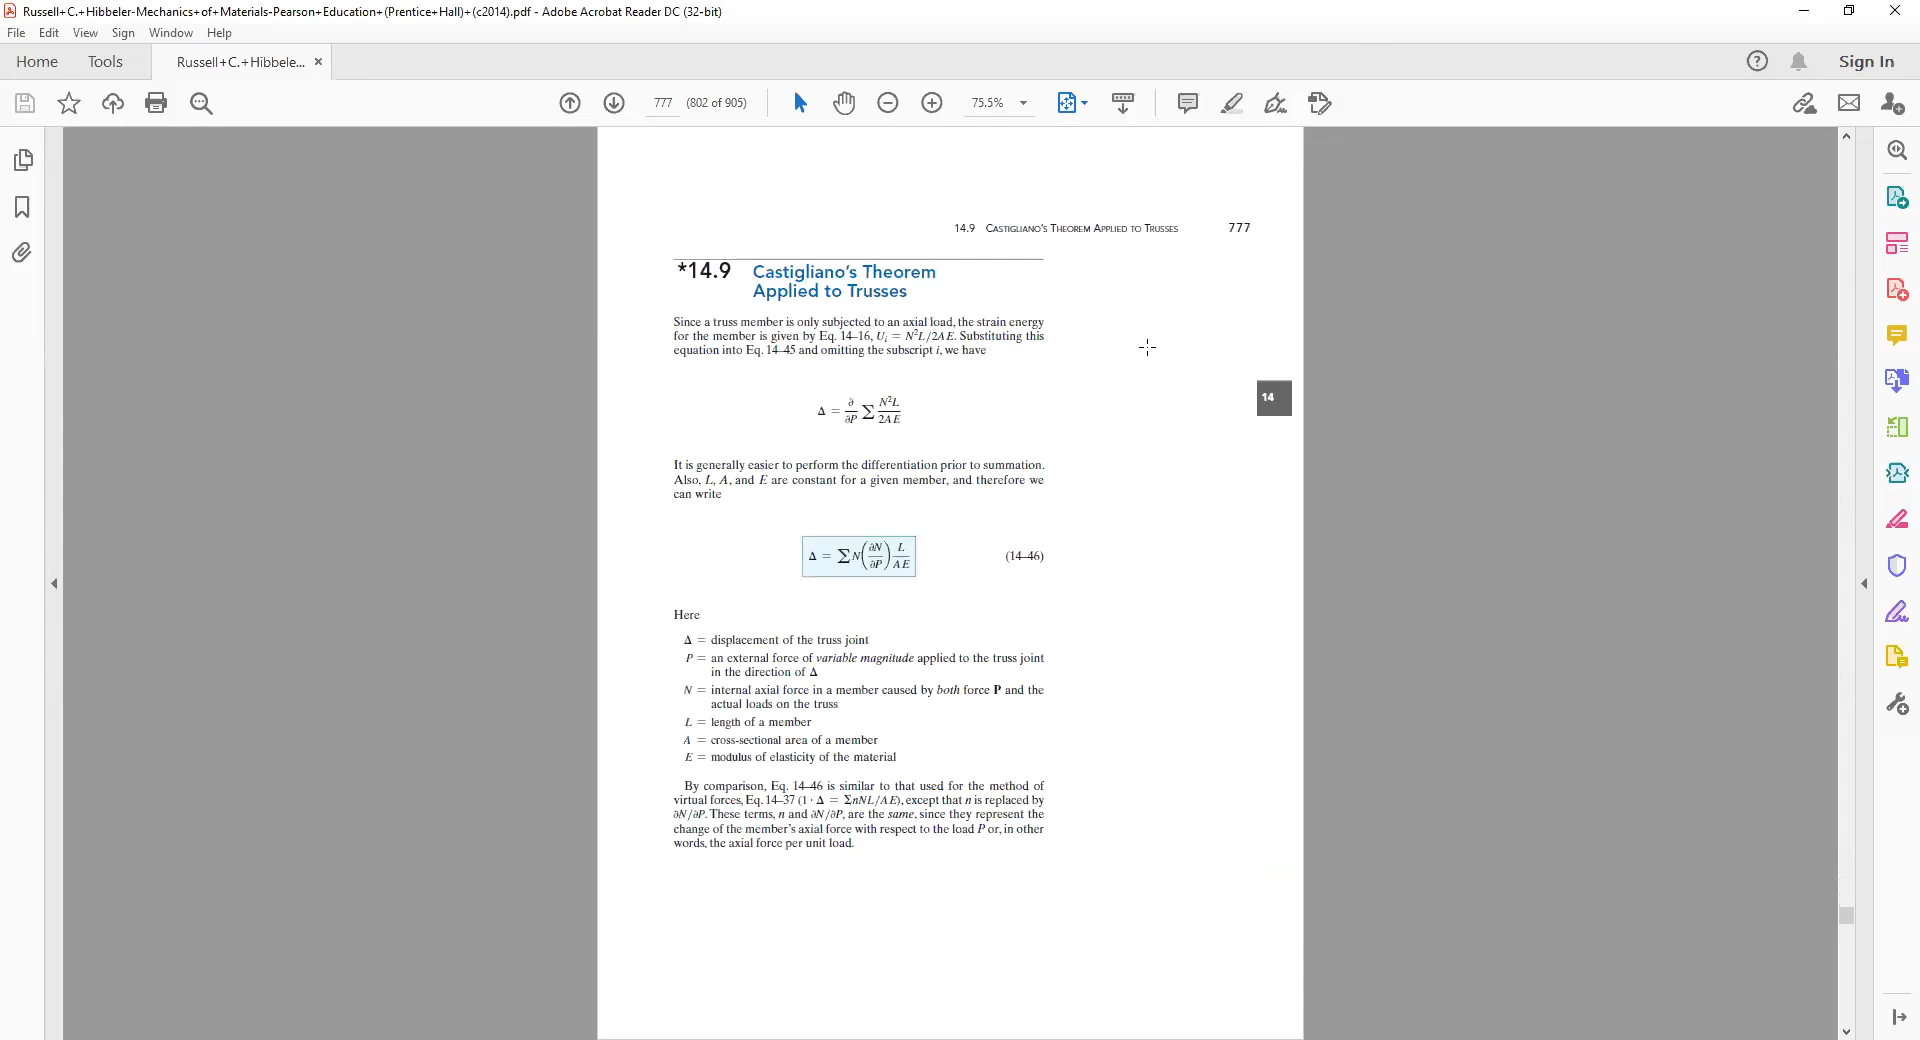 Russell+C.+Hibbeler-Mechanics+of+Materials-Pearson+Education+(Prentice+Hall)+(c2014).pdf - Adobe Acrobat Reader DC (32-bit)
File Edit View Sign Window Help
Home Tools Russell+C.+Hibbele... × Sign In
777 (802 of 905) 75.5%
14.9 Castigliano's Theorem Applied to Trusses 777
*14.9 Castigliano's Theorem
Applied to Trusses
Since a truss member is only subjected to an axial load, the strain energy
for the member is given by Eq. 14–16, Uᵢ = N²L/2AE. Substituting this
equation into Eq. 14–45 and omitting the subscript i, we have
Δ = ∂/∂P ∑ N²L/2AE
14
It is generally easier to perform the differentiation prior to summation.
Also, L, A, and E are constant for a given member, and therefore we
can write
Δ = ∑N(∂N/∂P) L/AE (14–46)
Here
Δ = displacement of the truss joint
P = an external force of variable magnitude applied to the truss joint
in the direction of Δ
N = internal axial force in a member caused by both force P and the
actual loads on the truss
L = length of a member
A = cross-sectional area of a member
E = modulus of elasticity of the material
By comparison, Eq. 14–46 is similar to that used for the method of
virtual forces, Eq. 14–37 (1 · Δ = ΣnNL/AE), except that n is replaced by
∂N/∂P. These terms, n and ∂N/∂P, are the same, since they represent the
change of the member's axial force with respect to the load P or, in other
words, the axial force per unit load.